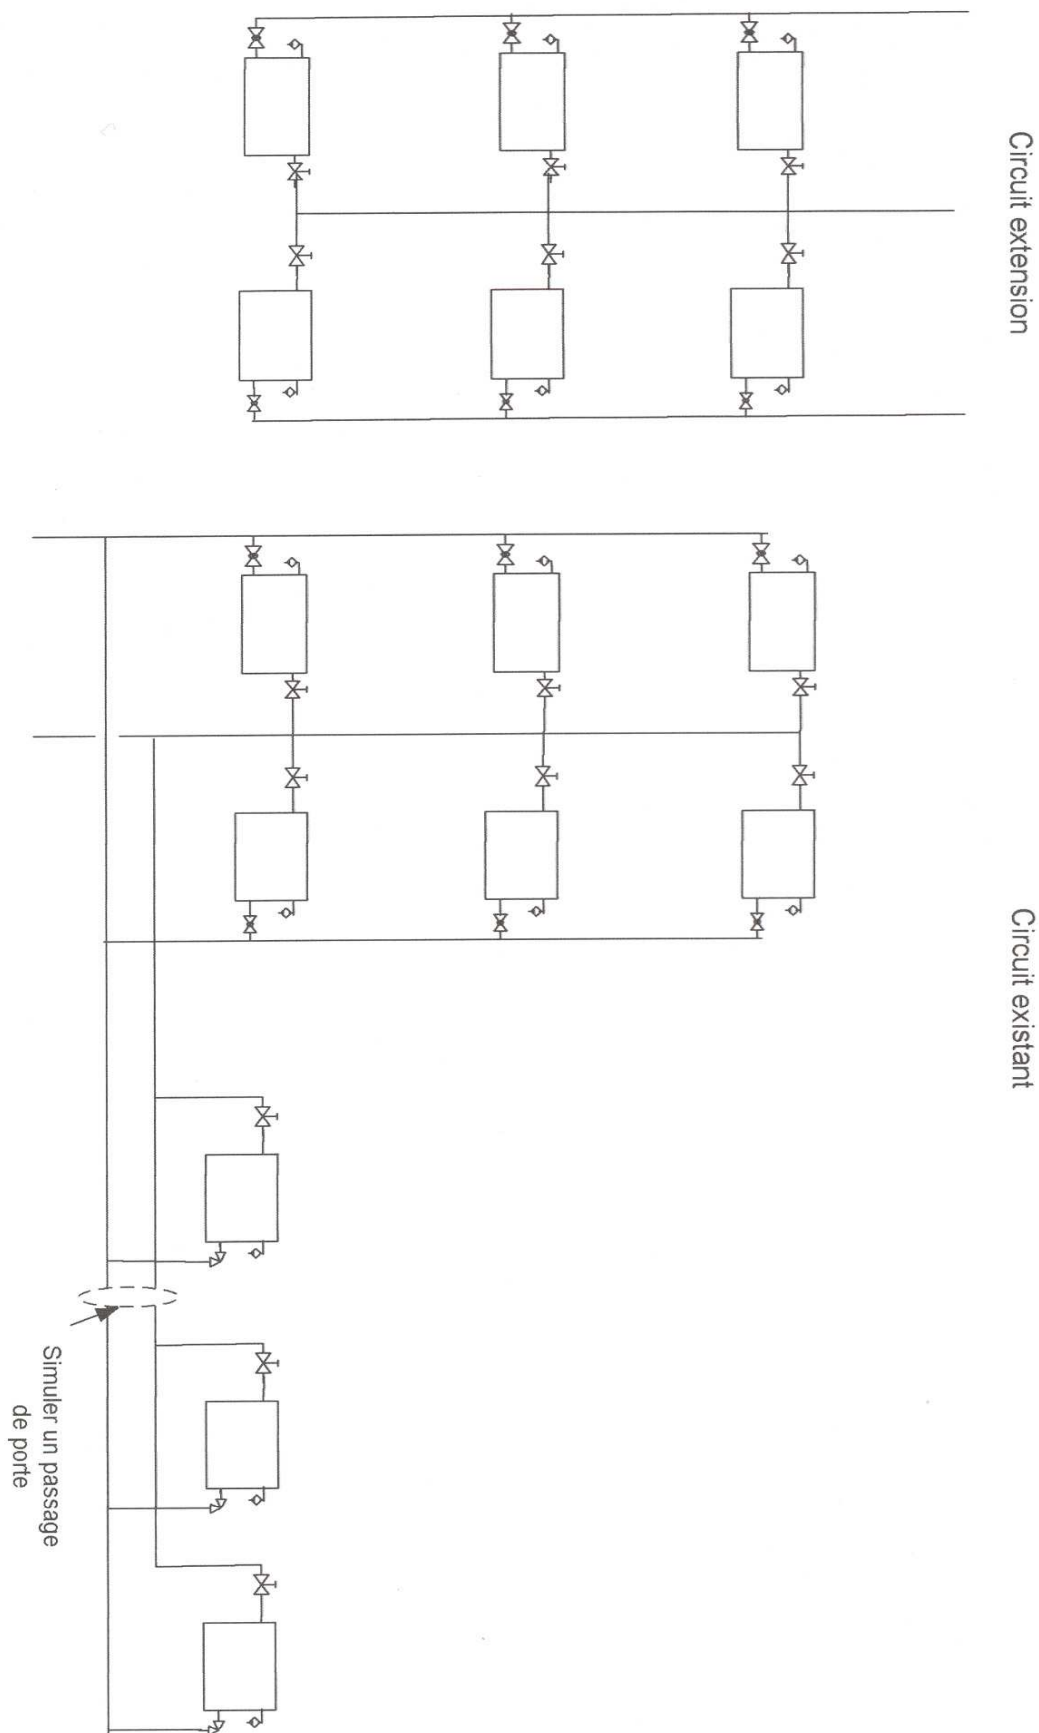 Circuit extension
Circuit existant
Simuler un passage
de porte